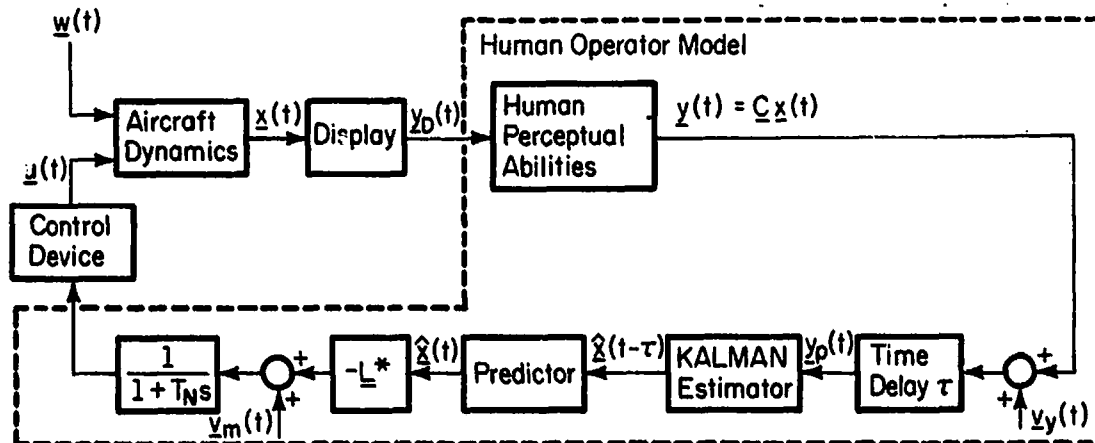 w(t)
Human Operator Model
Aircraft
Dynamics
x(t)
Display
y_D(t)
Human
Perceptual
Abilities
y(t) = C x(t)
u(t)
Control
Device
1
1 + T_N s
+
+
v_m(t)
-L*
x̂(t)
Predictor
x̂(t-τ)
KALMAN
Estimator
y_p(t)
Time
Delay τ
+
+
v_y(t)